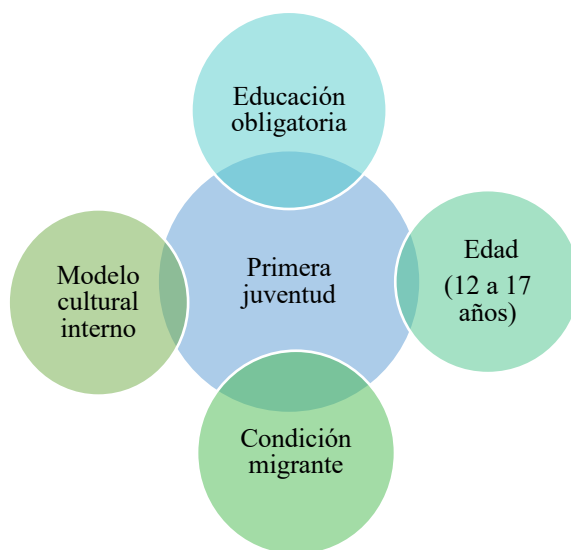 Educación
obligatoria
Modelo
cultural
interno
Primera
juventud
Edad
(12 a 17
años)
Condición
migrante